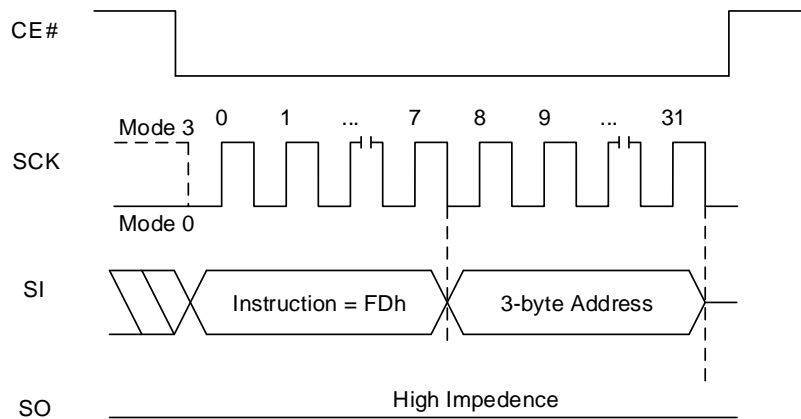 CE#
0 1 ... 7 8 9 ... 31
Mode 3
SCK
Mode 0
SI
Instruction = FDh
3-byte Address
High Impedence
SO